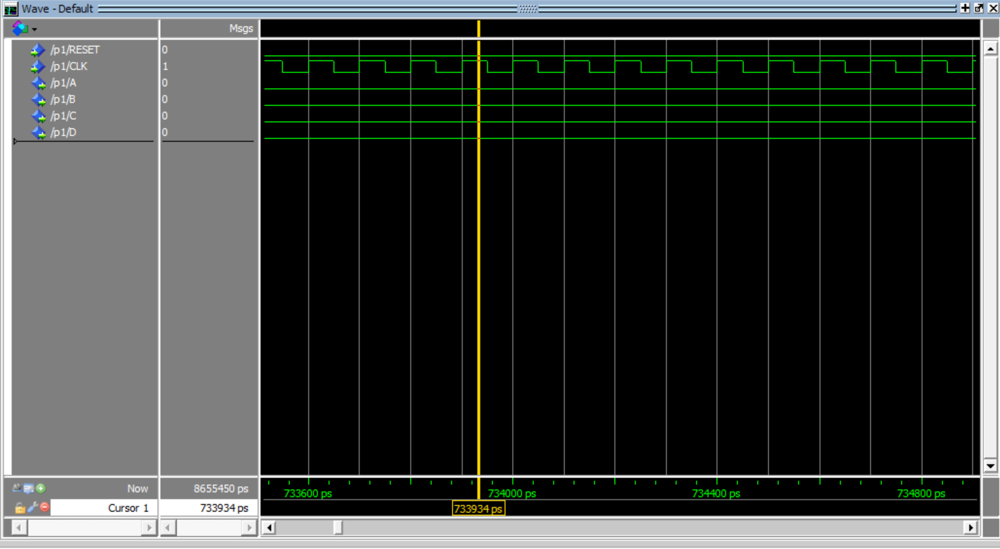 Wave - Default
Msgs
/p1/RESET 0
/p1/CLK 1
/p1/A 0
/p1/B 0
/p1/C 0
/p1/D 0
Now 8655450 ps 733600 ps 734000 ps 734400 ps 734800 ps
Cursor 1 733934 ps 733934 ps